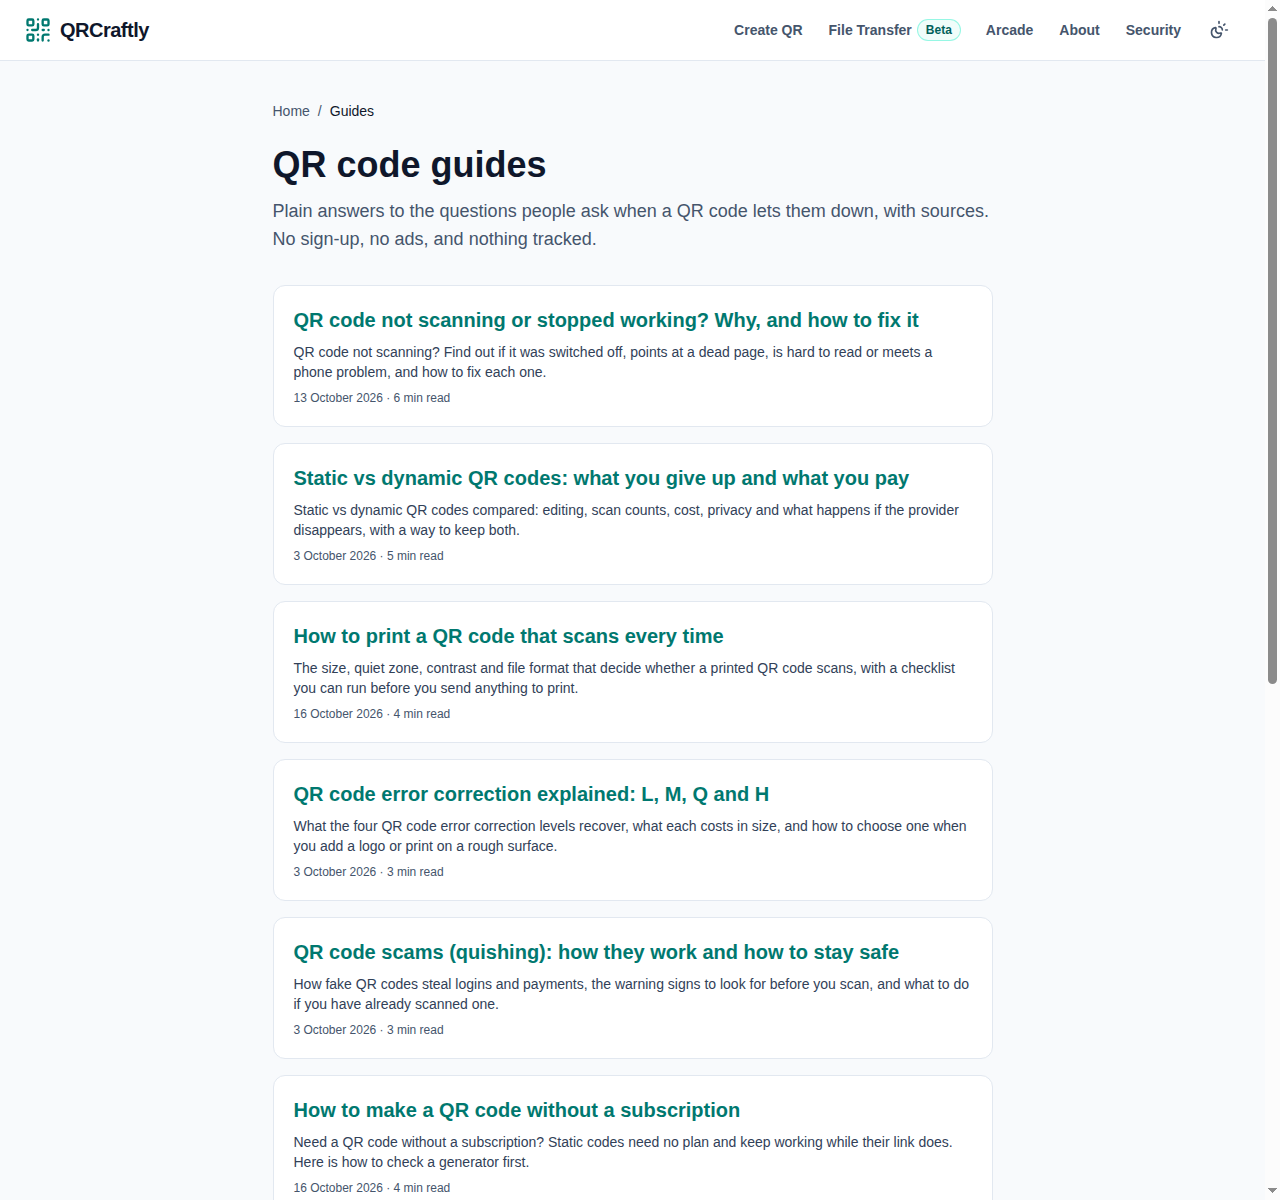 QRCraftly
Create QR
File Transfer Beta
Arcade
About
Security
Home / Guides
QR code guides
Plain answers to the questions people ask when a QR code lets them down, with sources.
No sign-up, no ads, and nothing tracked.
QR code not scanning or stopped working? Why, and how to fix it
QR code not scanning? Find out if it was switched off, points at a dead page, is hard to read or meets a
phone problem, and how to fix each one.
13 October 2026 · 6 min read
Static vs dynamic QR codes: what you give up and what you pay
Static vs dynamic QR codes compared: editing, scan counts, cost, privacy and what happens if the provider
disappears, with a way to keep both.
3 October 2026 · 5 min read
How to print a QR code that scans every time
The size, quiet zone, contrast and file format that decide whether a printed QR code scans, with a checklist
you can run before you send anything to print.
16 October 2026 · 4 min read
QR code error correction explained: L, M, Q and H
What the four QR code error correction levels recover, what each costs in size, and how to choose one when
you add a logo or print on a rough surface.
3 October 2026 · 3 min read
QR code scams (quishing): how they work and how to stay safe
How fake QR codes steal logins and payments, the warning signs to look for before you scan, and what to do
if you have already scanned one.
3 October 2026 · 3 min read
How to make a QR code without a subscription
Need a QR code without a subscription? Static codes need no plan and keep working while their link does.
Here is how to check a generator first.
16 October 2026 · 4 min read